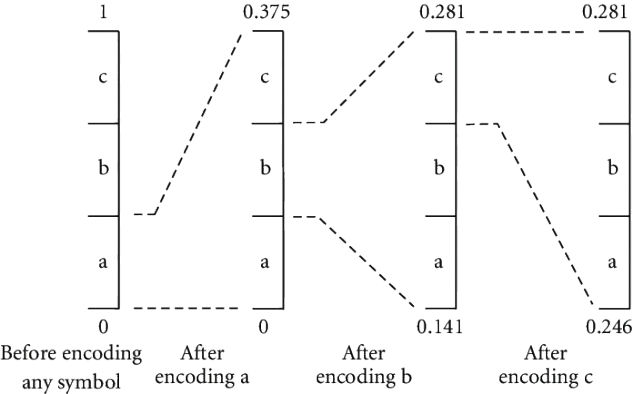 1 0.375 0.281 0.281
c c c c
b b b b
a a a a
0 0 0.141 0.246
Before encoding After After After
any symbol encoding a encoding b encoding c